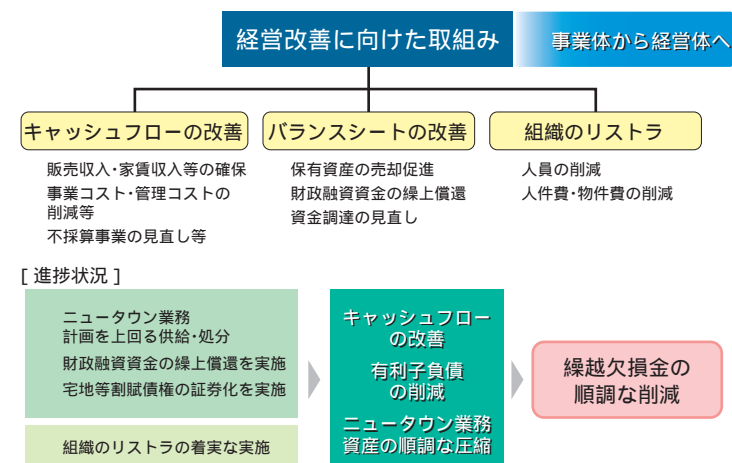 経営改善に向けた取組み
事業体から経営体へ
キャッシュフローの改善
販売収入・家賃収入等の確保
事業コスト・管理コストの
削減等
不採算事業の見直し等
バランスシートの改善
保有資産の売却促進
財政融資資金の繰上償還
資金調達の見直し
組織のリストラ
人員の削減
人件費・物件費の削減
[ 進捗状況 ]
ニュータウン業務
計画を上回る供給・処分
財政融資資金の繰上償還を実施
宅地等割賦債権の証券化を実施
組織のリストラの着実な実施
キャッシュフロー
の改善
有利子負債
の削減
ニュータウン業務
資産の順調な圧縮
繰越欠損金の
順調な削減